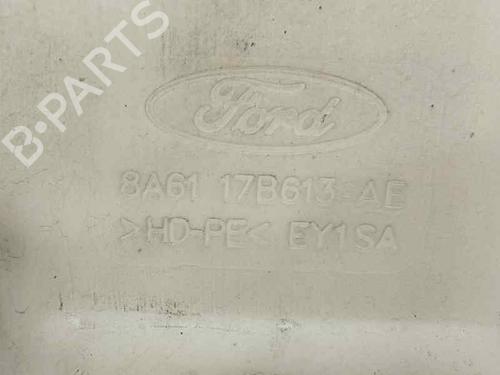 B-PARTS
Ford
8A61 17B613-AE
>HD-PE< EY1SA